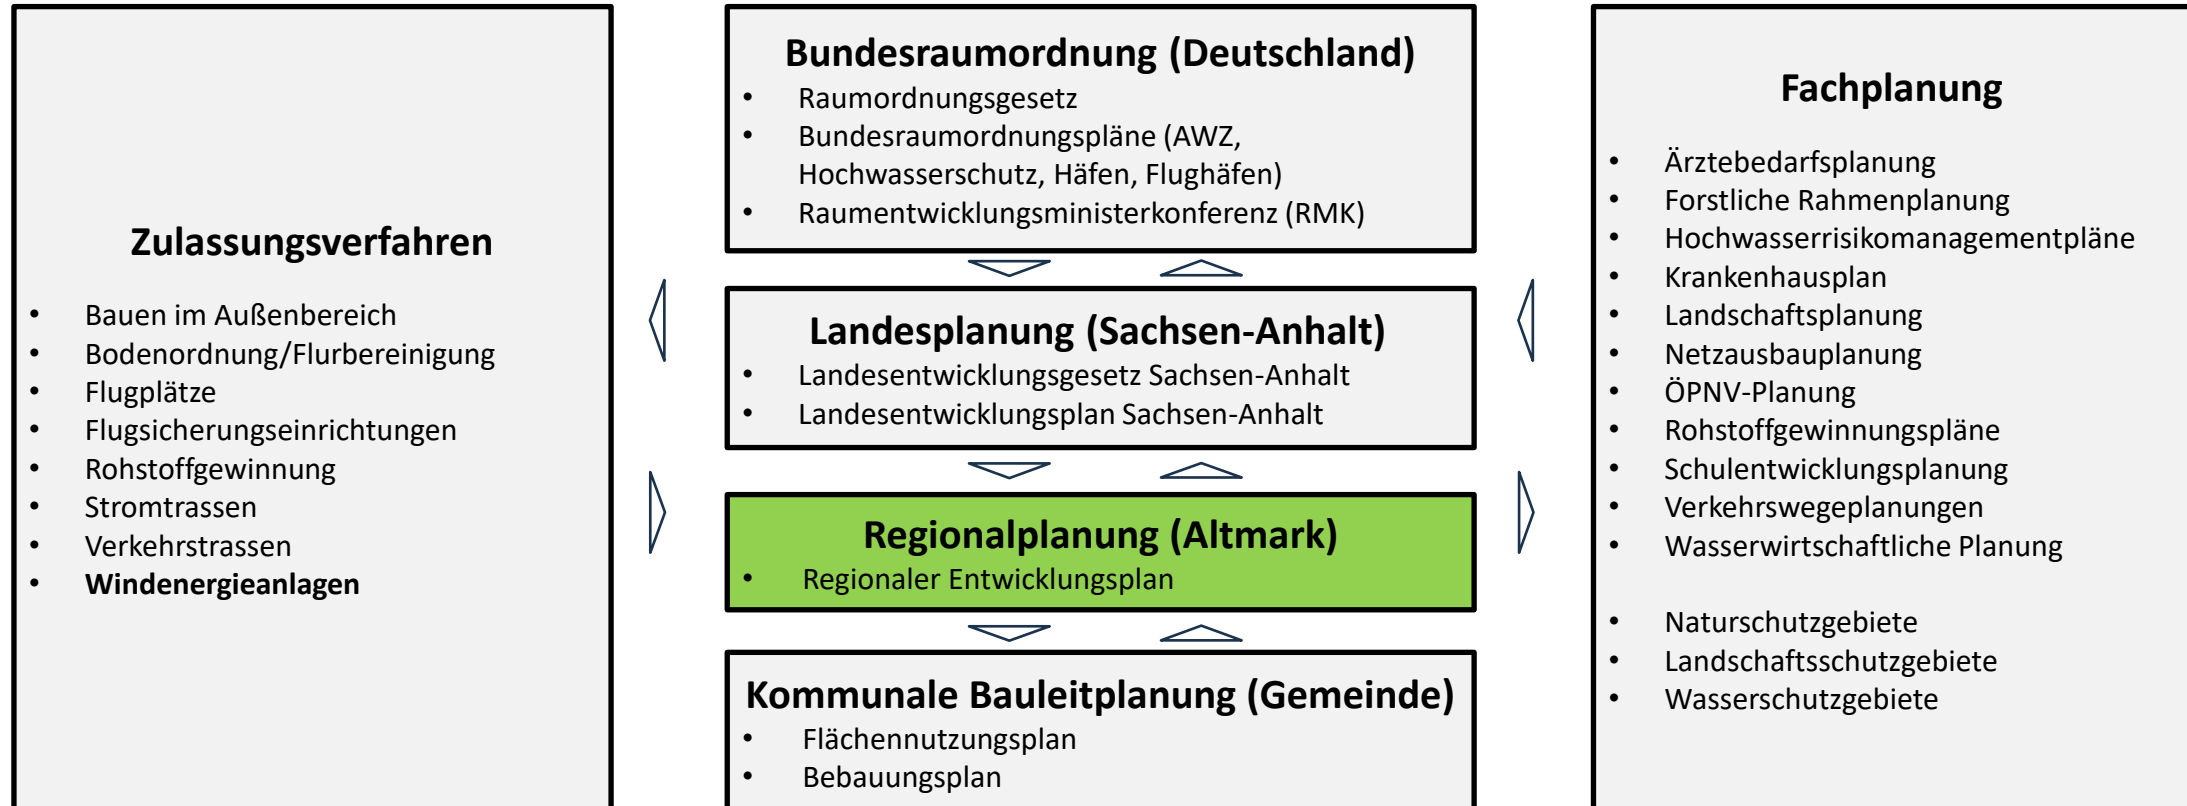 Zulassungsverfahren
• Bauen im Außenbereich
• Bodenordnung/Flurbereinigung
• Flugplätze
• Flugsicherungseinrichtungen
• Rohstoffgewinnung
• Stromtrassen
• Verkehrstrassen
• Windenergieanlagen
Bundesraumordnung (Deutschland)
• Raumordnungsgesetz
• Bundesraumordnungspläne (AWZ,
Hochwasserschutz, Häfen, Flughäfen)
• Raumentwicklungsministerkonferenz (RMK)
Landesplanung (Sachsen-Anhalt)
• Landesentwicklungsgesetz Sachsen-Anhalt
• Landesentwicklungsplan Sachsen-Anhalt
Regionalplanung (Altmark)
• Regionaler Entwicklungsplan
Kommunale Bauleitplanung (Gemeinde)
• Flächennutzungsplan
• Bebauungsplan
Fachplanung
• Ärztebedarfsplanung
• Forstliche Rahmenplanung
• Hochwasserrisikomanagementpläne
• Krankenhausplan
• Landschaftsplanung
• Netzausbauplanung
• ÖPNV-Planung
• Rohstoffgewinnungspläne
• Schulentwicklungsplanung
• Verkehrswegeplanungen
• Wasserwirtschaftliche Planung
• Naturschutzgebiete
• Landschaftsschutzgebiete
• Wasserschutzgebiete